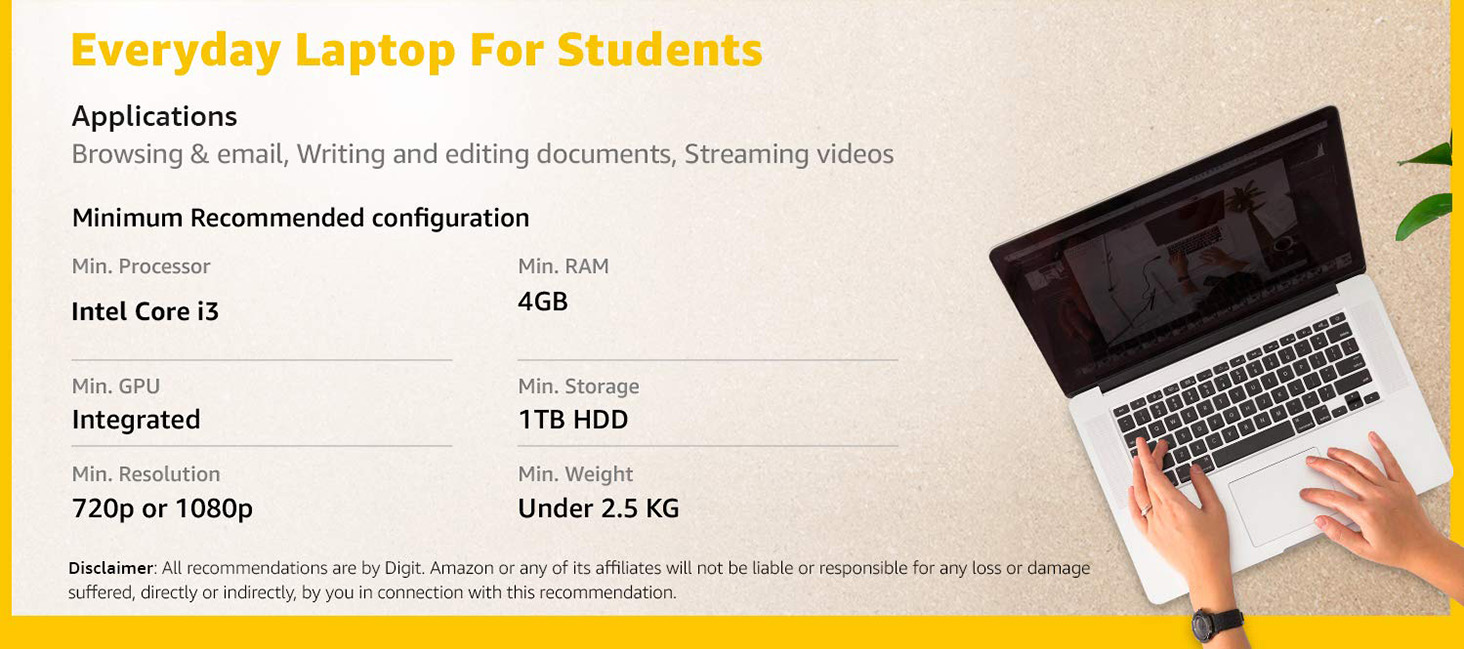 Everyday Laptop For Students
Applications
Browsing & email, Writing and editing documents, Streaming videos
Minimum Recommended configuration
Min. Processor
Intel Core i3
Min. RAM
4GB
Min. GPU
Integrated
Min. Storage
1TB HDD
Min. Resolution
720p or 1080p
Min. Weight
Under 2.5 KG
Disclaimer: All recommendations are by Digit. Amazon or any of its affiliates will not be liable or responsible for any loss or damage
suffered, directly or indirectly, by you in connection with this recommendation.